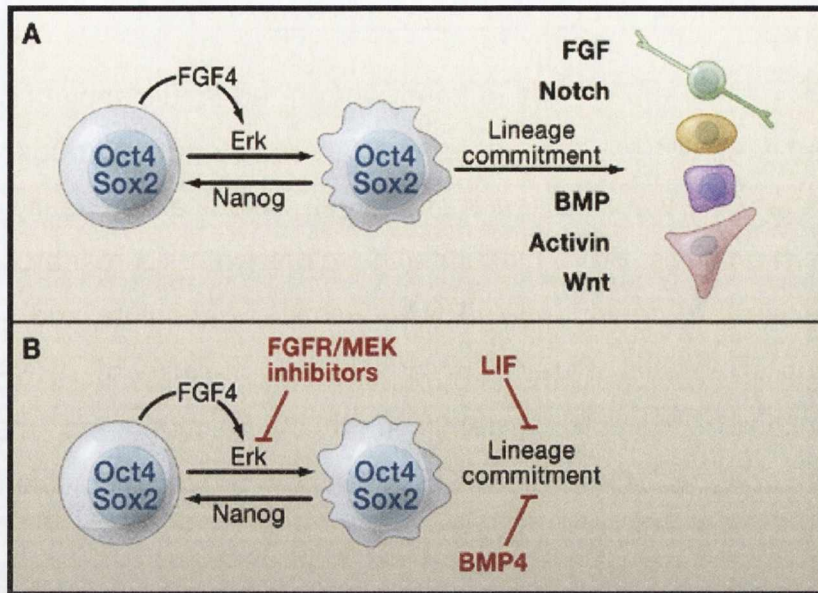 A
FGF4
Erk
Oct4
Sox2
Oct4
Sox2
Nanog
Lineage
commitment
FGF
Notch
BMP
Activin
Wnt
B
FGFR/MEK
inhibitors
FGF4
Erk
Oct4
Sox2
Oct4
Sox2
Nanog
LIF
Lineage
commitment
BMP4